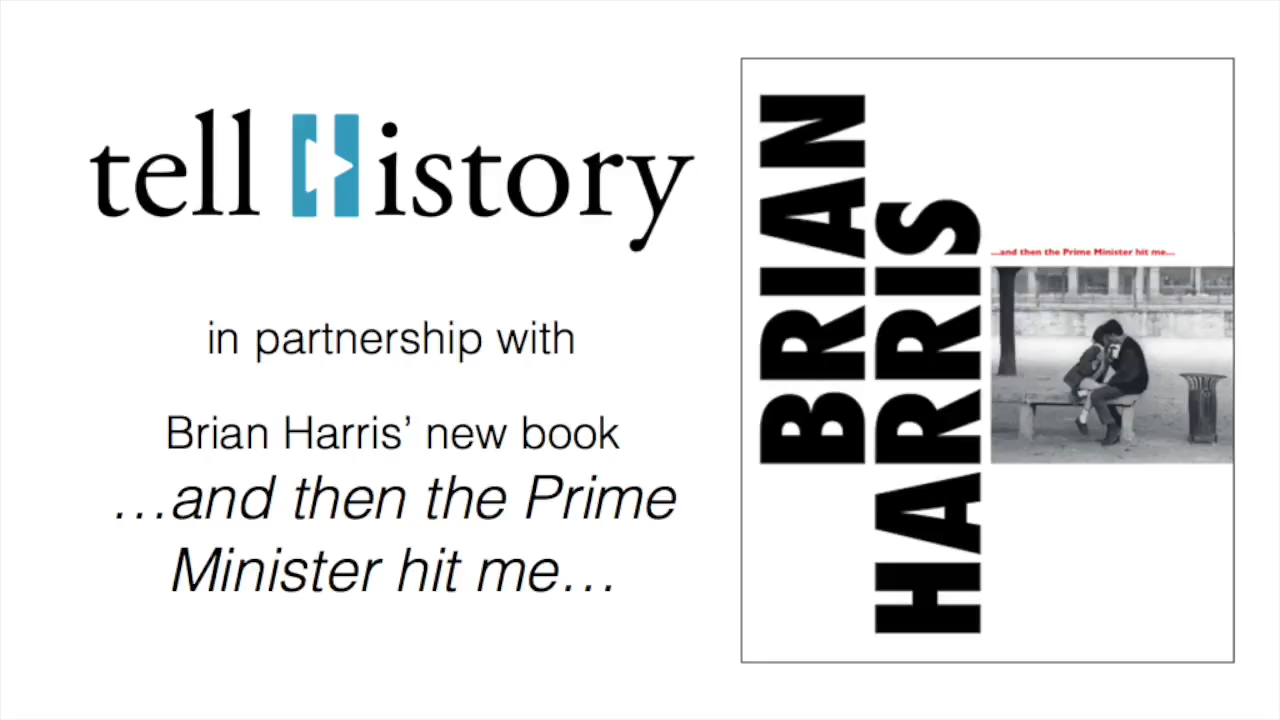 tell History
in partnership with
Brian Harris’ new book
…and then the Prime
Minister hit me…
BRIAN
HARRIS
...and then the Prime Minister hit me...